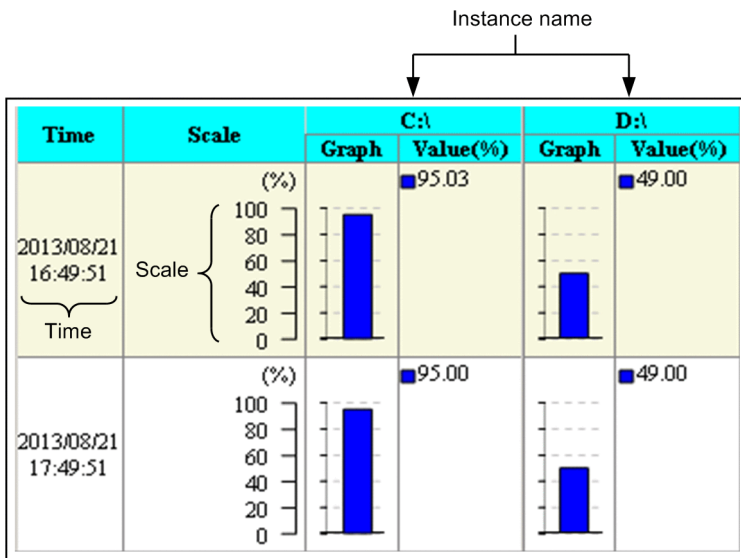 Instance name
Time Scale C:\ D:\
Graph Value(%) Graph Value(%)
(%) 95.03 49.00
100
80
2013/08/21 60
16:49:51 Scale 40
20
Time 0
(%) 95.00 49.00
100
80
2013/08/21 60
17:49:51 40
20
0